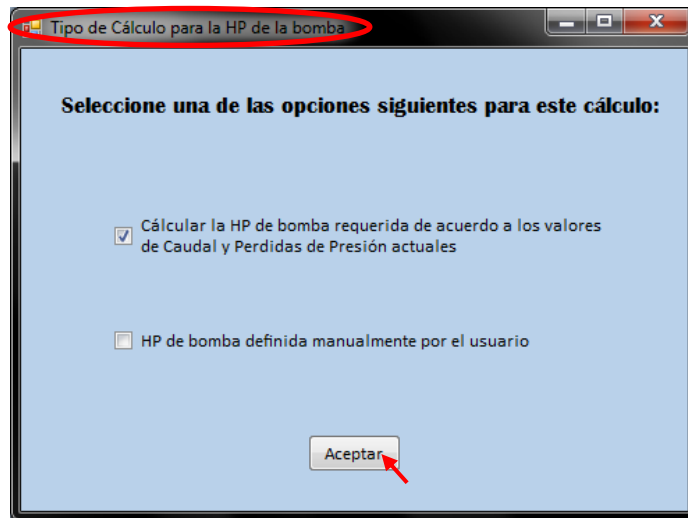 Tipo de Cálculo para la HP de la bomba
Seleccione una de las opciones siguientes para este cálculo:
Cálcular la HP de bomba requerida de acuerdo a los valores
de Caudal y Perdidas de Presión actuales
HP de bomba definida manualmente por el usuario
Aceptar